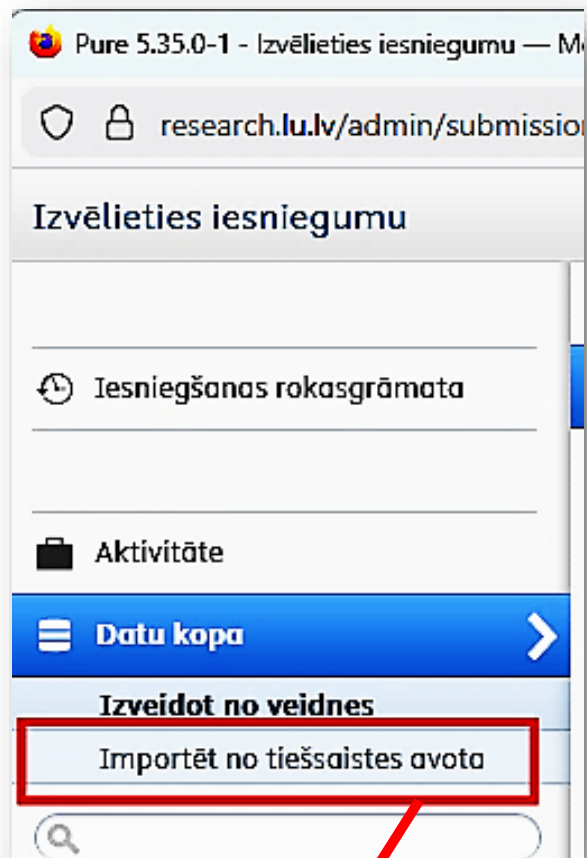 Pure 5.35.0-1 - Izvēlieties iesniegumu — M
research.lu.lv/admin/submission
Izvēlieties iesniegumu
Iesniegšanas rokasgrāmata
Aktivitāte
Datu kopa
Izveidot no veidnes
Importēt no tiešsaistes avota